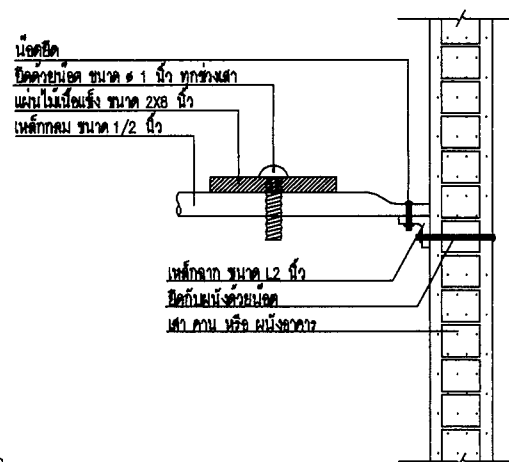 น๊อตยึด
ยึดด้วยน๊อต ขนาด ø 1 นิ้ว ทุกช่วงเสา
แผ่นไม้เนื้อแข็ง ขนาด 2X8 นิ้ว
เหล็กกลม ขนาด 1/2 นิ้ว
เหล็กฉาก ขนาด L2 นิ้ว
ยึดกับผนังด้วยน๊อต
เสา คาน หรือ ผนังอาคาร